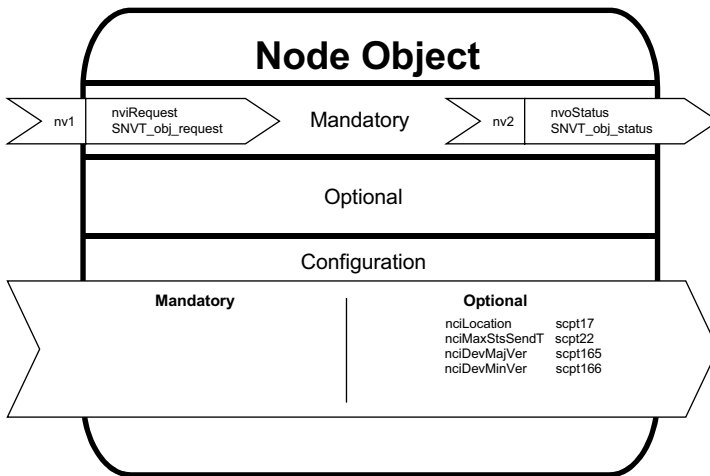 Node Object
nv1
nviRequest
SNVT_obj_request
Mandatory
nv2
nvoStatus
SNVT_obj_status
Optional
Configuration
Mandatory
Optional
nciLocation scpt17
nciMaxStsSendT scpt22
nciDevMajVer scpt165
nciDevMinVer scpt166